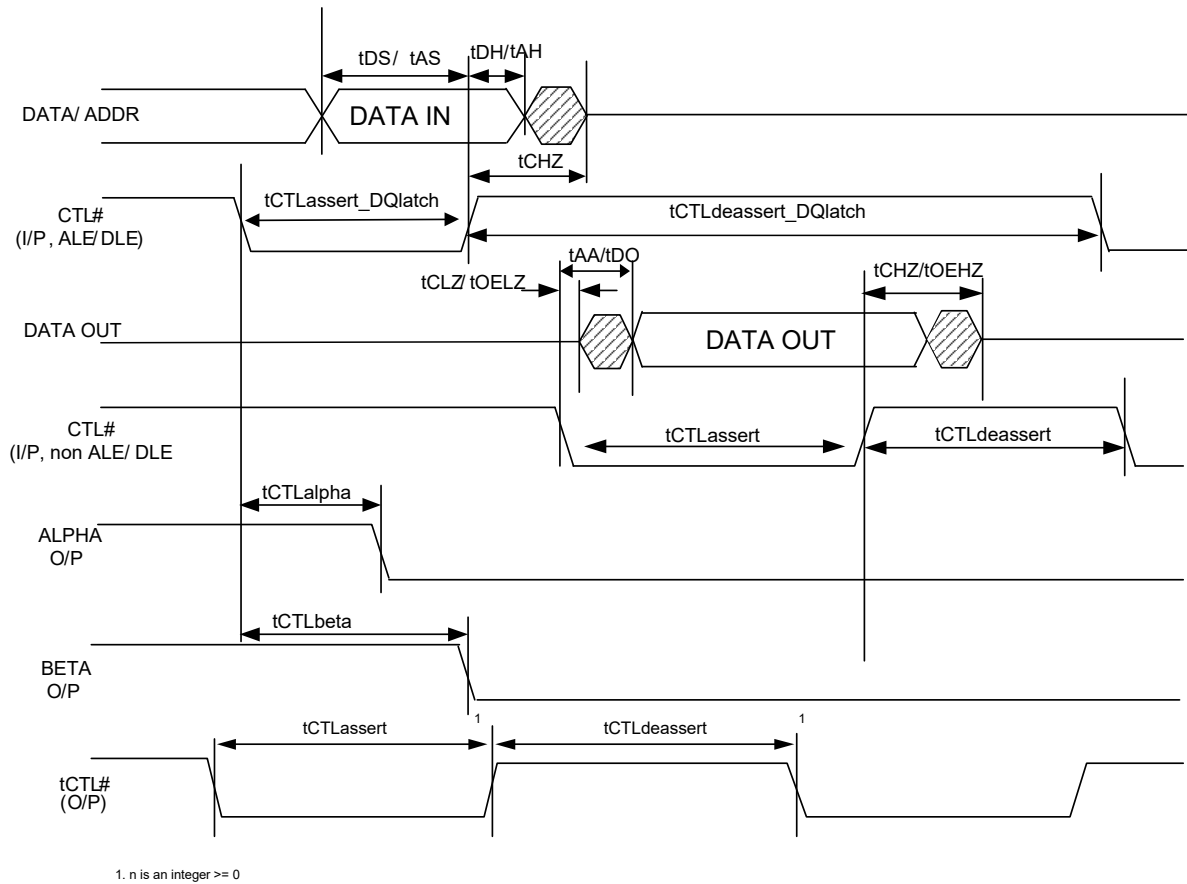 tDS/ tAS
tDH/tAH
DATA/ ADDR
DATA IN
tCHZ
CTL#
(I/P, ALE/DLE)
tCTLassert_DQlatch
tCTLdeassert_DQlatch
tAA/tDO
tCLZ/ tOELZ
tCHZ/tOEHZ
DATA OUT
DATA OUT
CTL#
(I/P, non ALE/ DLE
tCTLassert
tCTLdeassert
tCTLalpha
ALPHA
O/P
tCTLbeta
BETA
O/P
tCTLassert
1
tCTLdeassert
1
tCTL#
(O/P)
1. n is an integer >= 0